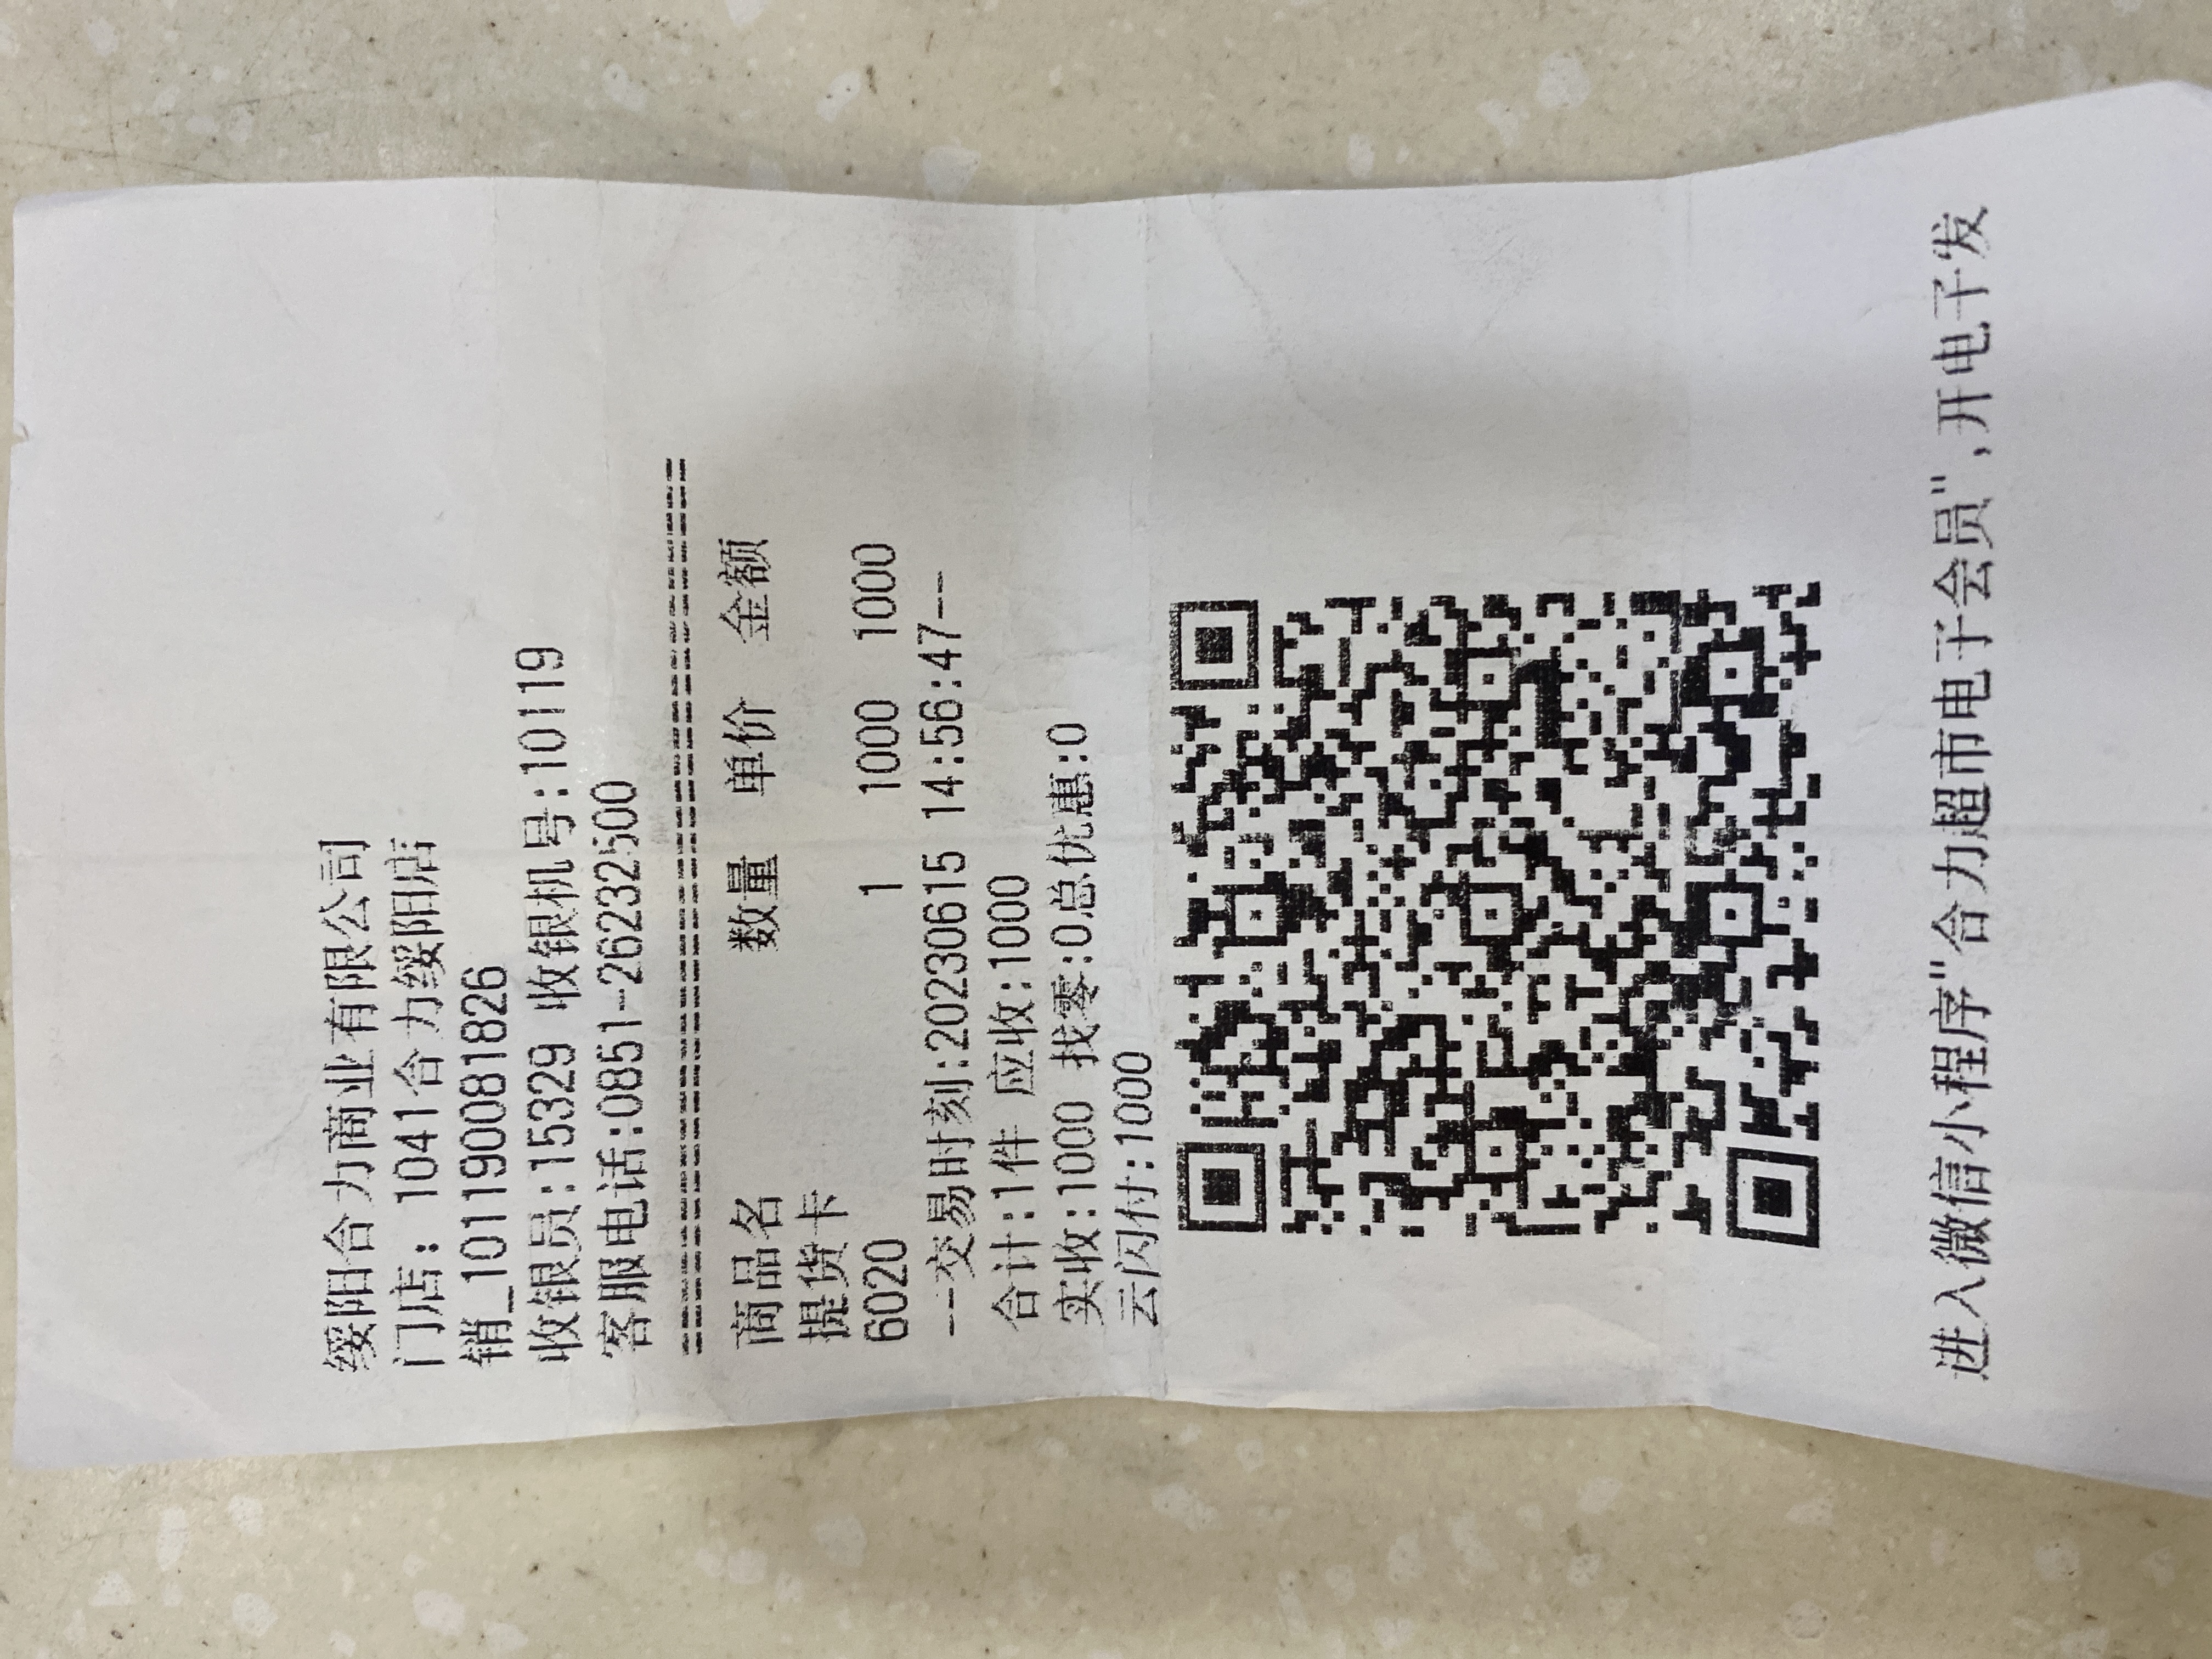 绥阳合力商业有限公司
门店: 1041合力绥阳店
销_101190081826
收银员:15329 收银机号:10119
客服电话:0851-26232500
商品名 数量 单价 金额
提货卡
6020 1 1000 1000
--交易时刻:20230615 14:56:47--
合计:1件 应收:1000
实收:1000 找零:0总优惠:0
云闪付:1000
进入微信小程序"合力超市电子会员",开电子发